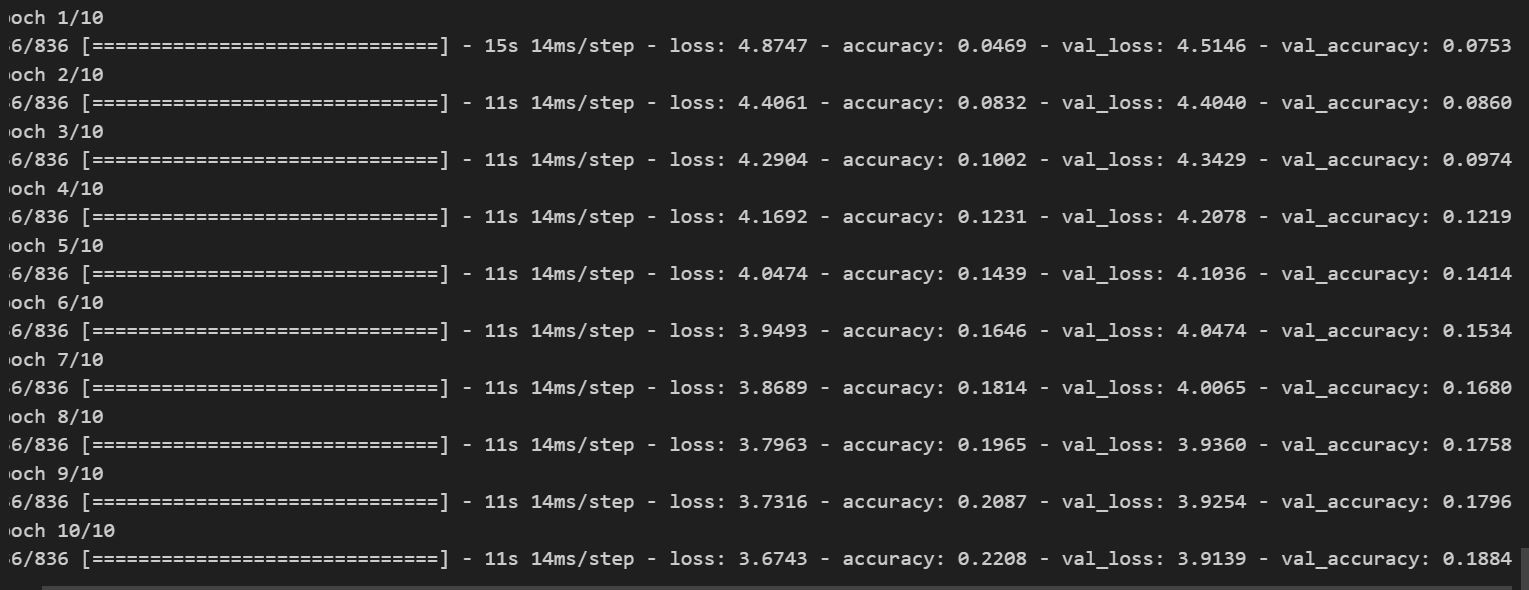 och 1/10
6/836 [==============================] - 15s 14ms/step - loss: 4.8747 - accuracy: 0.0469 - val_loss: 4.5146 - val_accuracy: 0.0753
och 2/10
6/836 [==============================] - 11s 14ms/step - loss: 4.4061 - accuracy: 0.0832 - val_loss: 4.4040 - val_accuracy: 0.0860
och 3/10
6/836 [==============================] - 11s 14ms/step - loss: 4.2904 - accuracy: 0.1002 - val_loss: 4.3429 - val_accuracy: 0.0974
och 4/10
6/836 [==============================] - 11s 14ms/step - loss: 4.1692 - accuracy: 0.1231 - val_loss: 4.2078 - val_accuracy: 0.1219
och 5/10
6/836 [==============================] - 11s 14ms/step - loss: 4.0474 - accuracy: 0.1439 - val_loss: 4.1036 - val_accuracy: 0.1414
och 6/10
6/836 [==============================] - 11s 14ms/step - loss: 3.9493 - accuracy: 0.1646 - val_loss: 4.0474 - val_accuracy: 0.1534
och 7/10
6/836 [==============================] - 11s 14ms/step - loss: 3.8689 - accuracy: 0.1814 - val_loss: 4.0065 - val_accuracy: 0.1680
och 8/10
6/836 [==============================] - 11s 14ms/step - loss: 3.7963 - accuracy: 0.1965 - val_loss: 3.9360 - val_accuracy: 0.1758
och 9/10
6/836 [==============================] - 11s 14ms/step - loss: 3.7316 - accuracy: 0.2087 - val_loss: 3.9254 - val_accuracy: 0.1796
och 10/10
6/836 [==============================] - 11s 14ms/step - loss: 3.6743 - accuracy: 0.2208 - val_loss: 3.9139 - val_accuracy: 0.1884